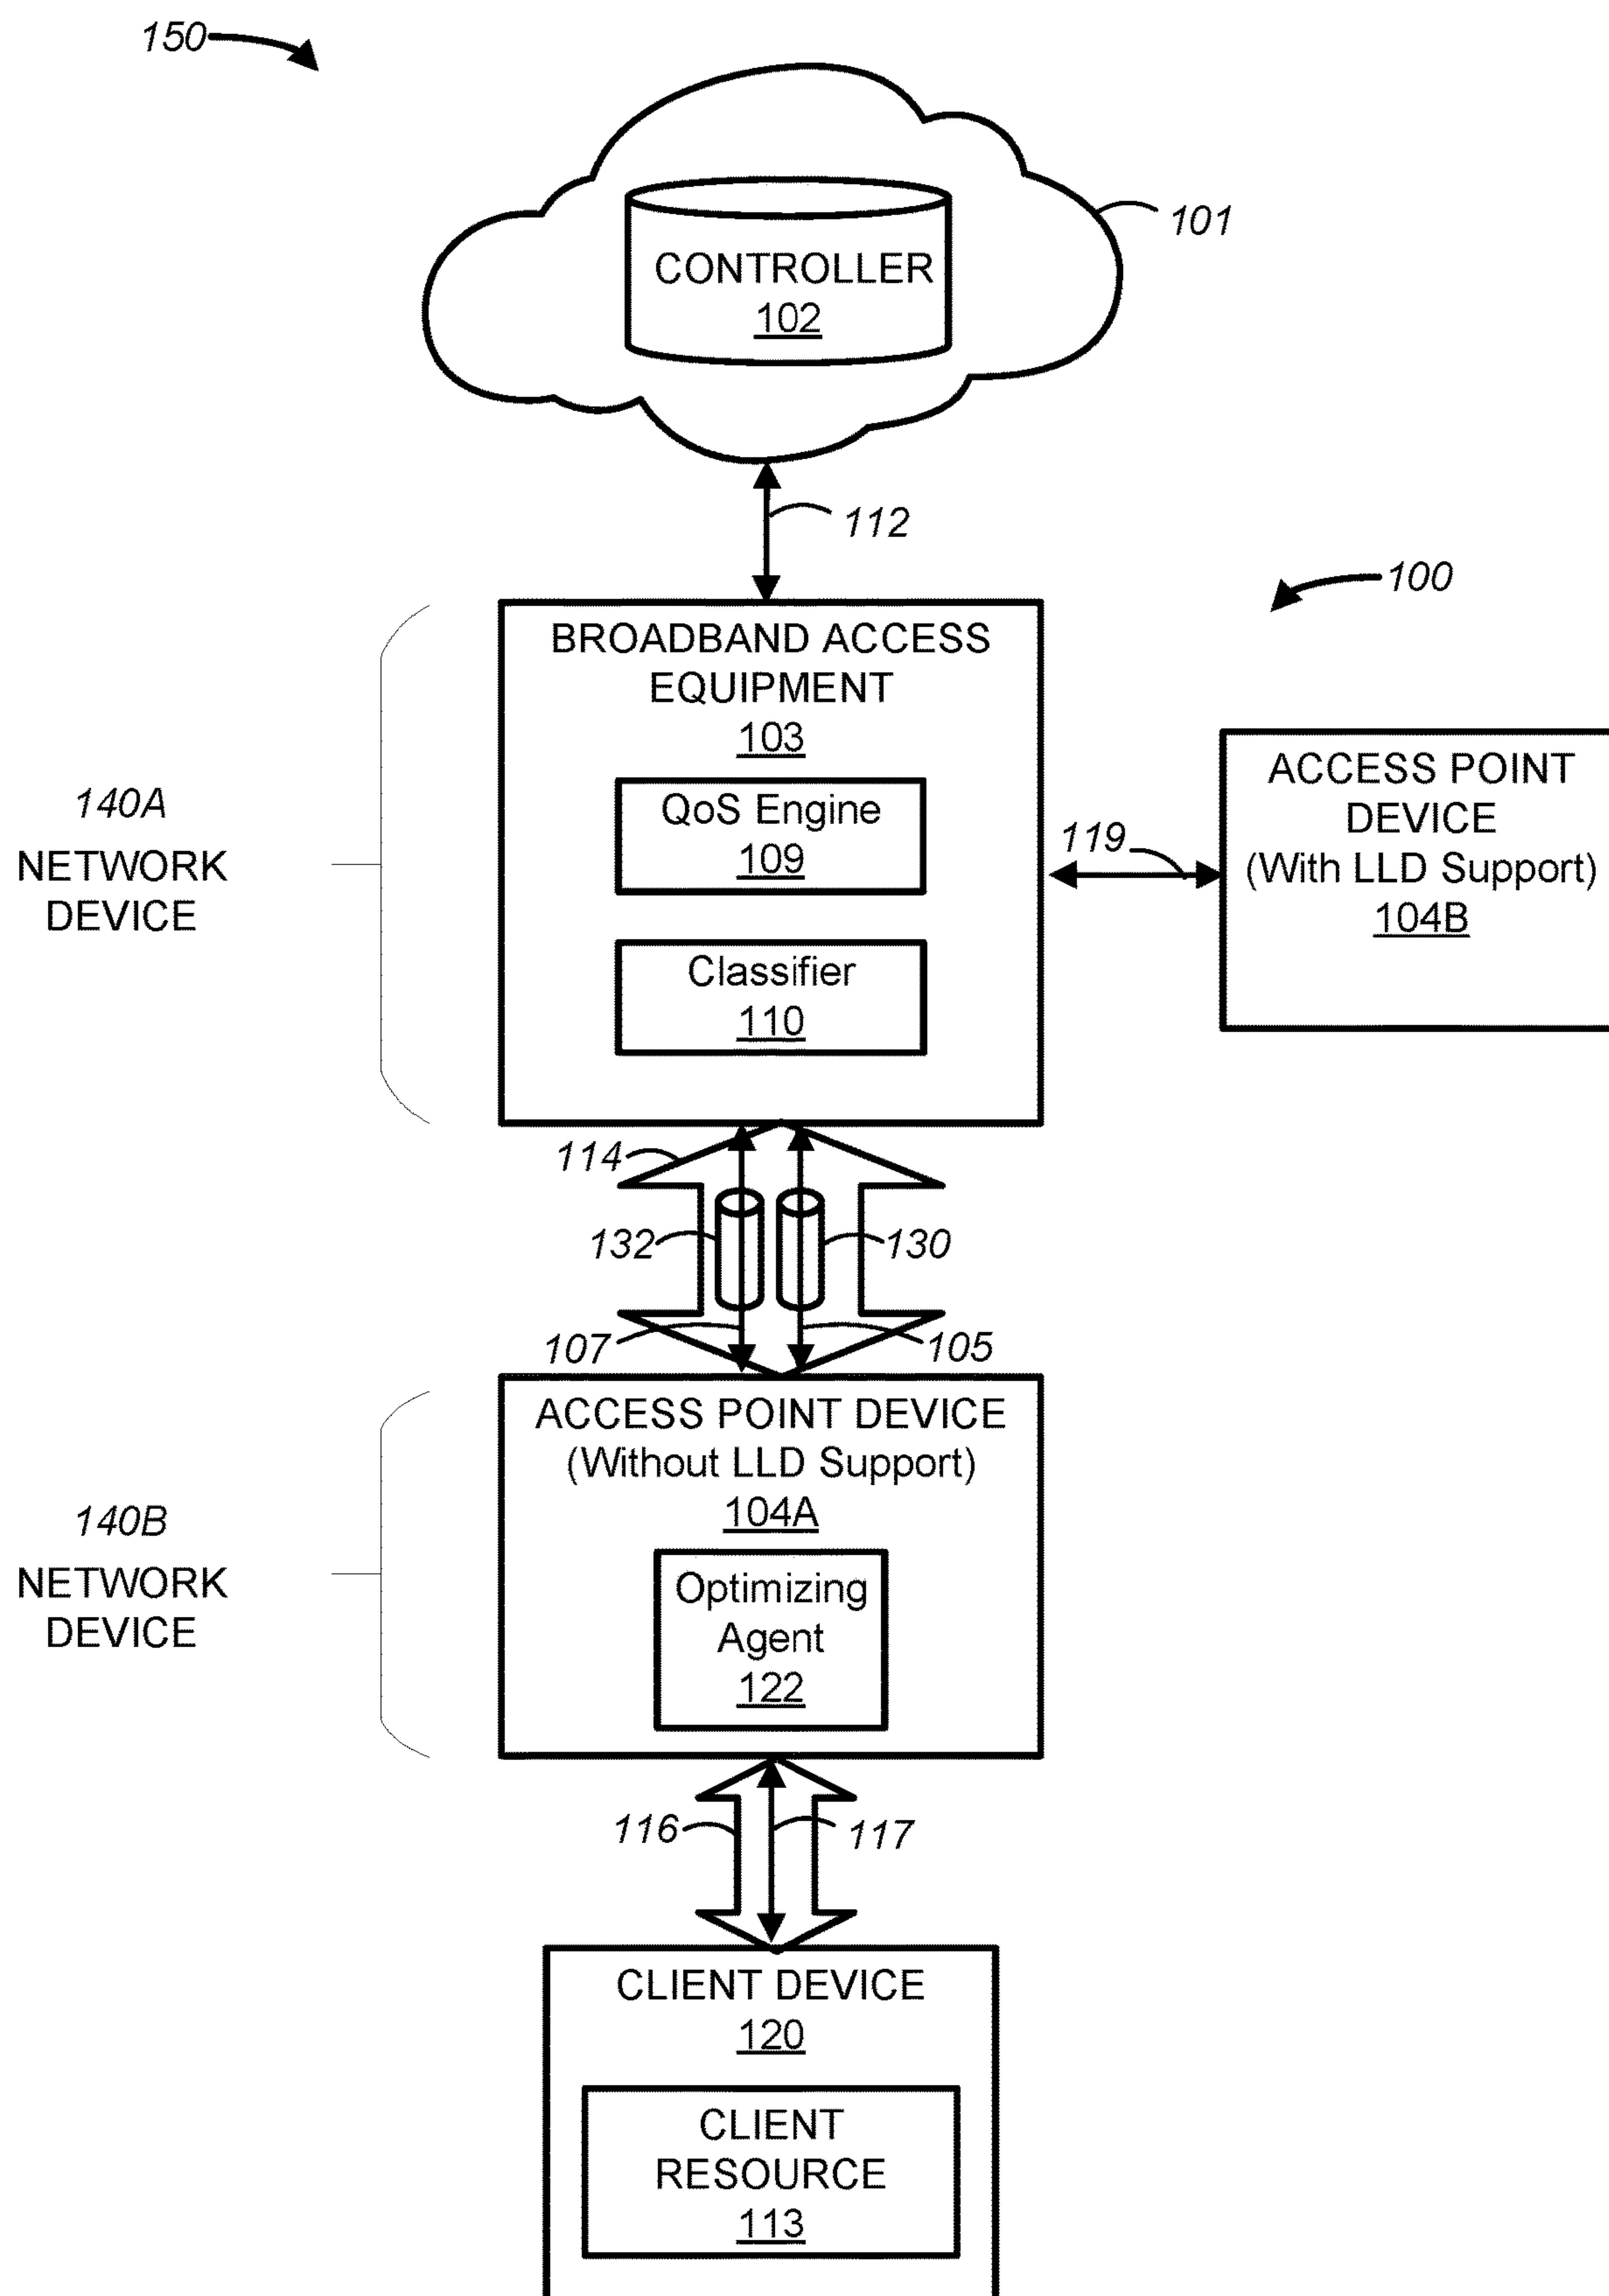 150
101
CONTROLLER
102
112
100
BROADBAND ACCESS
EQUIPMENT
103
QoS Engine
109
Classifier
110
140A
NETWORK
DEVICE
119
ACCESS POINT
DEVICE
(With LLD Support)
104B
114
132
130
107
105
ACCESS POINT DEVICE
(Without LLD Support)
104A
Optimizing
Agent
122
140B
NETWORK
DEVICE
116
117
CLIENT DEVICE
120
CLIENT
RESOURCE
113